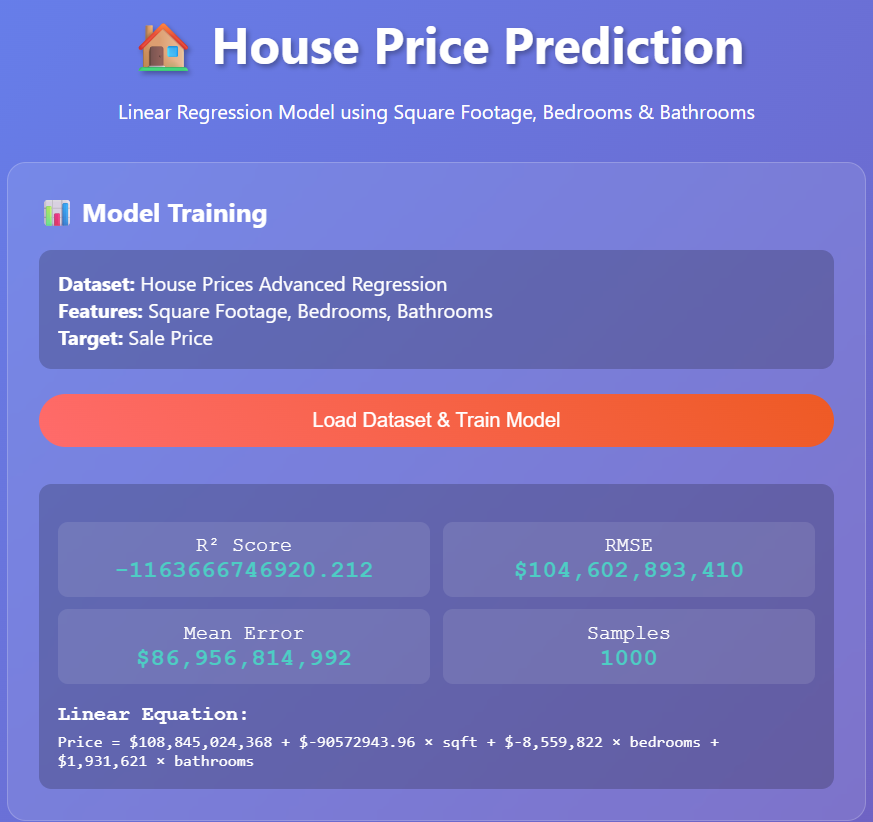 House Price Prediction
Linear Regression Model using Square Footage, Bedrooms & Bathrooms
Model Training
Dataset: House Prices Advanced Regression
Features: Square Footage, Bedrooms, Bathrooms
Target: Sale Price
Load Dataset & Train Model
R² Score
-1163666746920.212
RMSE
$104,602,893,410
Mean Error
$86,956,814,992
Samples
1000
Linear Equation:
Price = $108,845,024,368 + $-90572943.96 × sqft + $-8,559,822 × bedrooms +
$1,931,621 × bathrooms